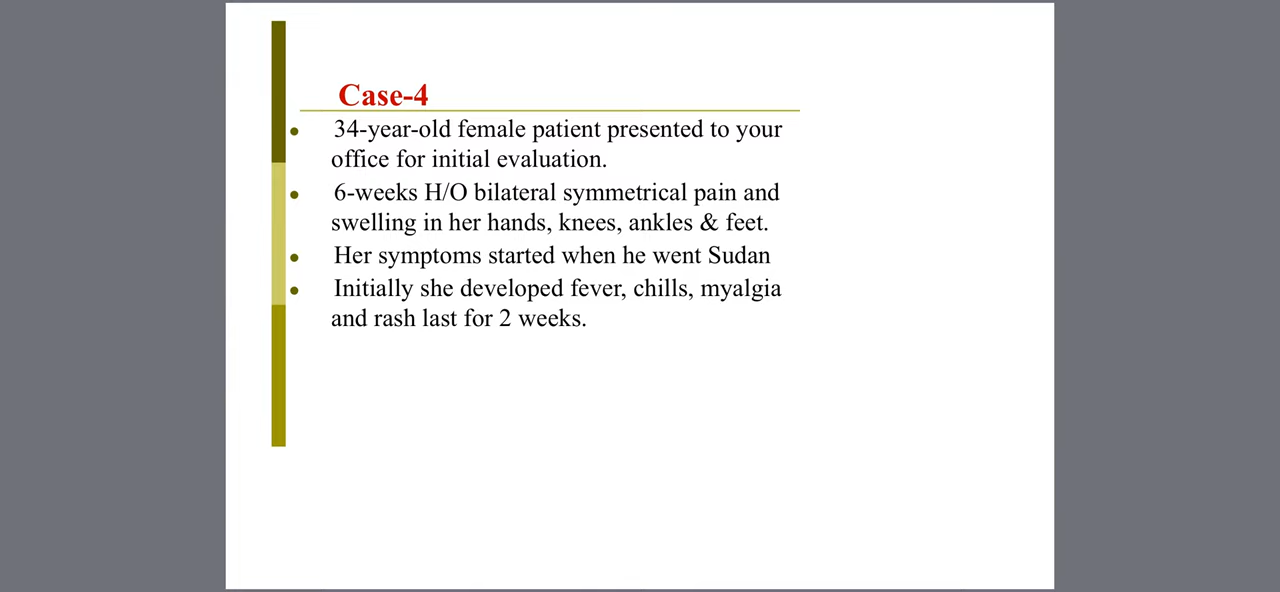 Case-4
• 34-year-old female patient presented to your
office for initial evaluation.
• 6-weeks H/O bilateral symmetrical pain and
swelling in her hands, knees, ankles & feet.
• Her symptoms started when he went Sudan
• Initially she developed fever, chills, myalgia
and rash last for 2 weeks.